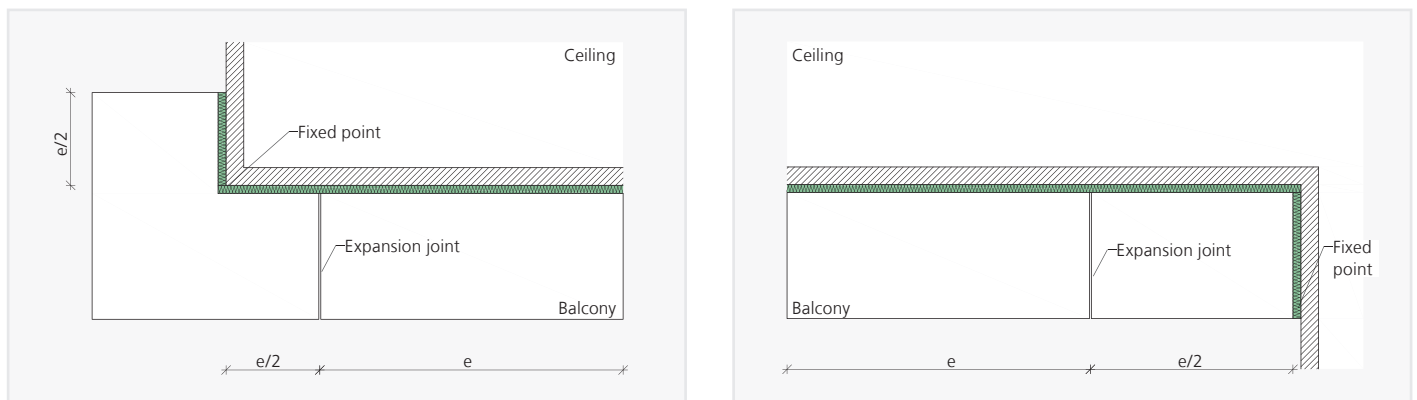 Ceiling
Fixed point
e/2
Expansion joint
Balcony
e/2
e
Ceiling
Expansion joint
Fixed
point
Balcony
e
e/2